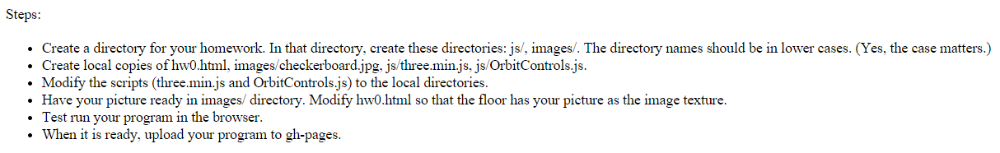 Steps:
Create a directory for your homework. In that directory, create these directories: js/, images/. The directory names should be in lower cases. (Yes, the case matters.)
Create local copies of hw0.html, images/checkerboard.jpg, js/three.min.js, js/OrbitControls.js.
Modify the scripts (three.min.js and OrbitControls.js) to the local directories.
Have your picture ready in images/ directory. Modify hw0.html so that the floor has your picture as the image texture.
Test run your program in the browser.
When it is ready, upload your program to gh-pages.